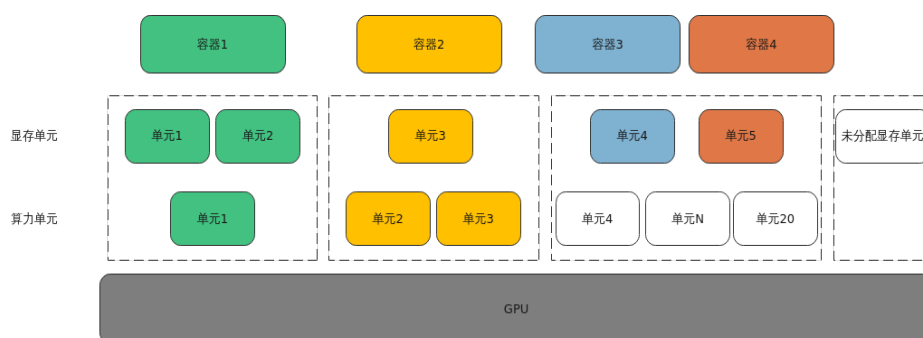 容器1
容器2
容器3
容器4
显存单元
单元1
单元2
单元3
单元4
单元5
未分配显存单元
算力单元
单元1
单元2
单元3
单元4
单元N
单元20
GPU